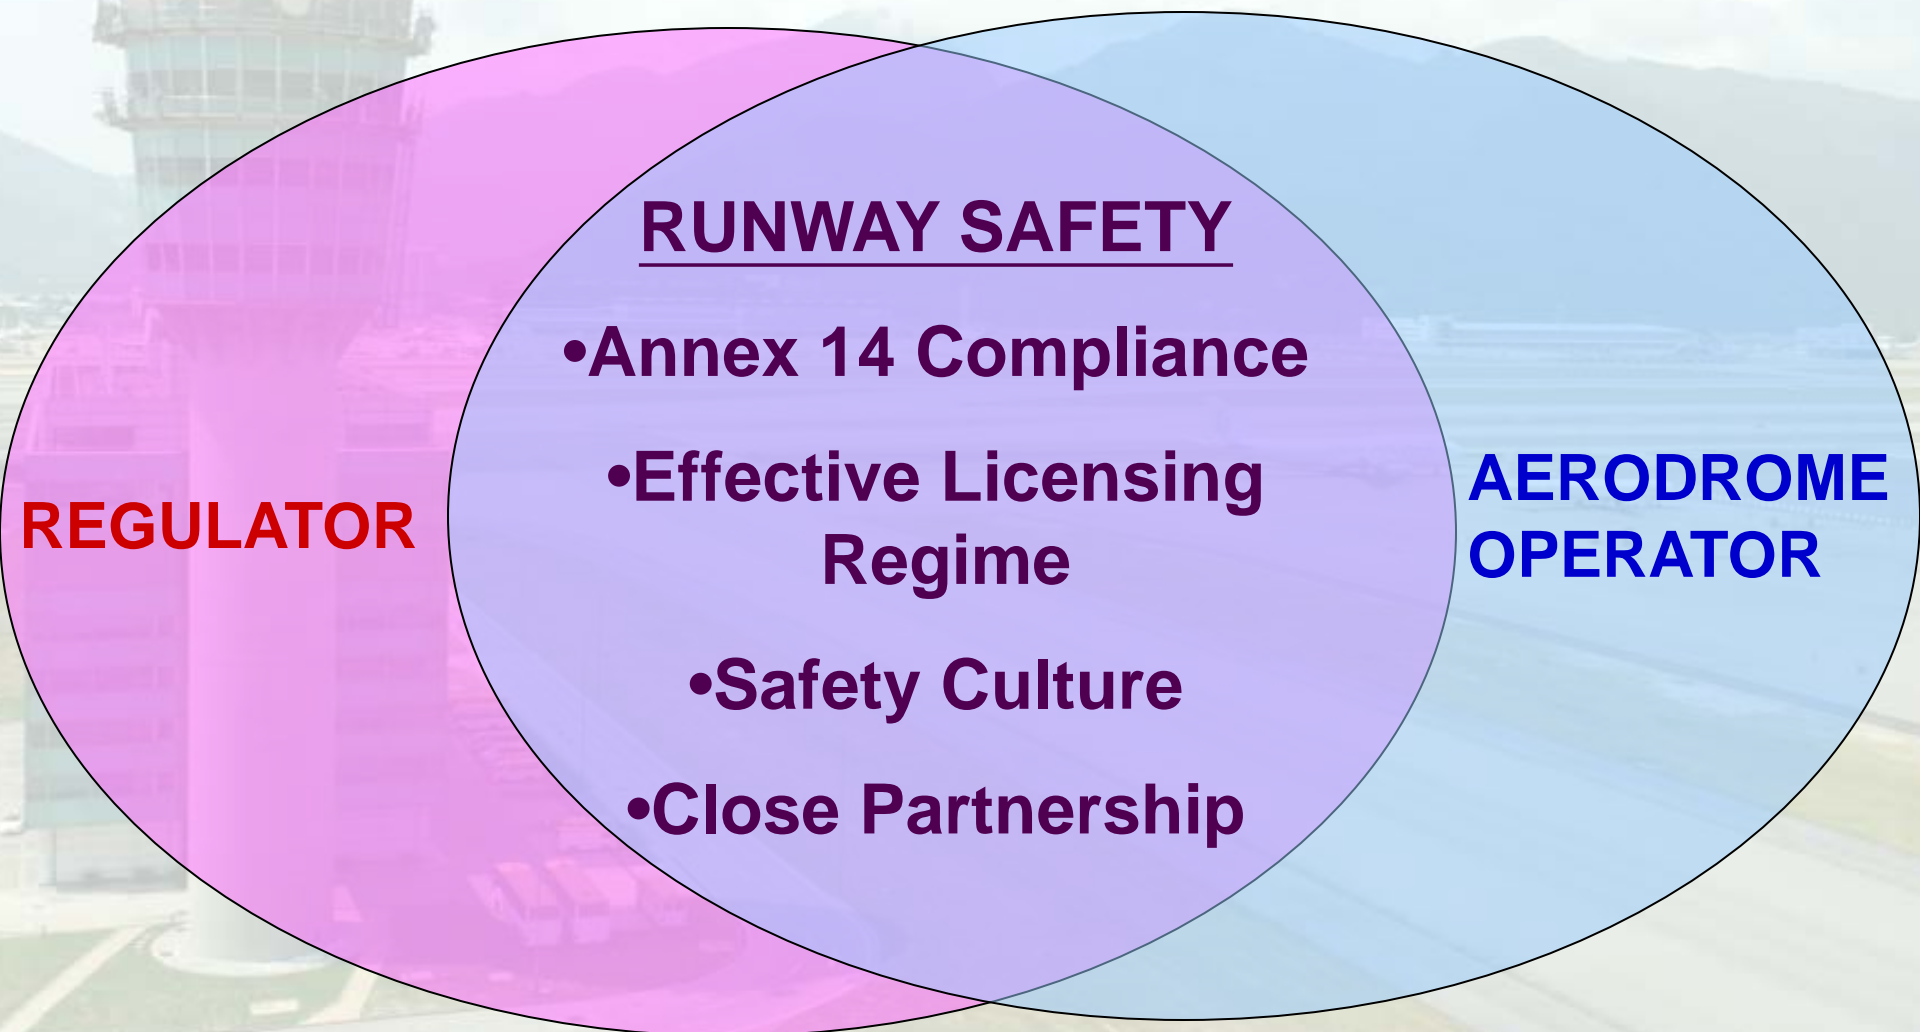 RUNWAY SAFETY
•Annex 14 Compliance
•Effective Licensing
Regime
•Safety Culture
•Close Partnership
REGULATOR
AERODROME
OPERATOR